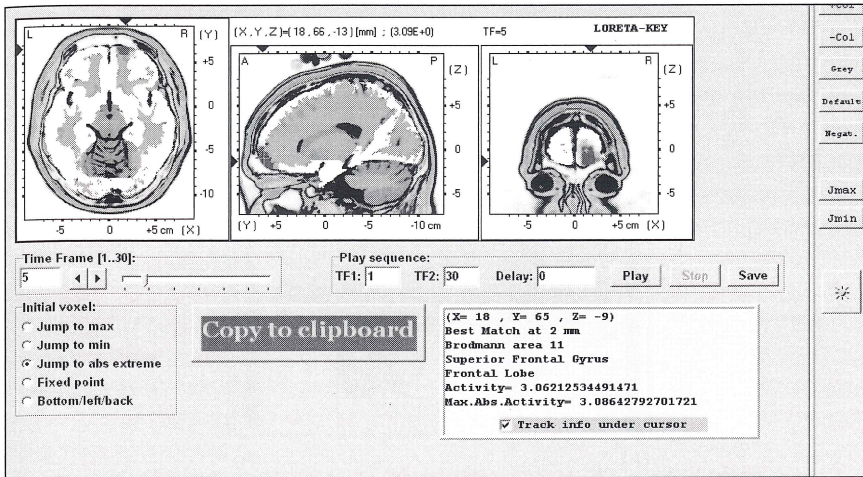 +Col
-Col
Grey
Default
Negat.
Jmax
Jmin
(X,Y,Z)=(18,66,-13)[mm] ; (3.09E+0)
TF=5
LORETA-KEY
L R (Y)
+5
0
-5
-10
-5 0 +5 cm (X)
A P (Z)
+5
0
-5
(Y) +5 0 -5 -10 cm
L R (Z)
+5
0
-5
-5 0 +5 cm (X)
Time Frame [1..30]:
5
Play sequence:
TF1: 1 TF2: 30 Delay: 0 Play Stop Save
Initial voxel:
Jump to max
Jump to min
Jump to abs extreme
Fixed point
Bottom/left/back
Copy to clipboard
(X= 18 , Y= 65 , Z= -9)
Best Match at 2 mm
Brodmann area 11
Superior Frontal Gyrus
Frontal Lobe
Activity= 3.06212534491471
Max.Abs.Activity= 3.08642792701721
Track info under cursor